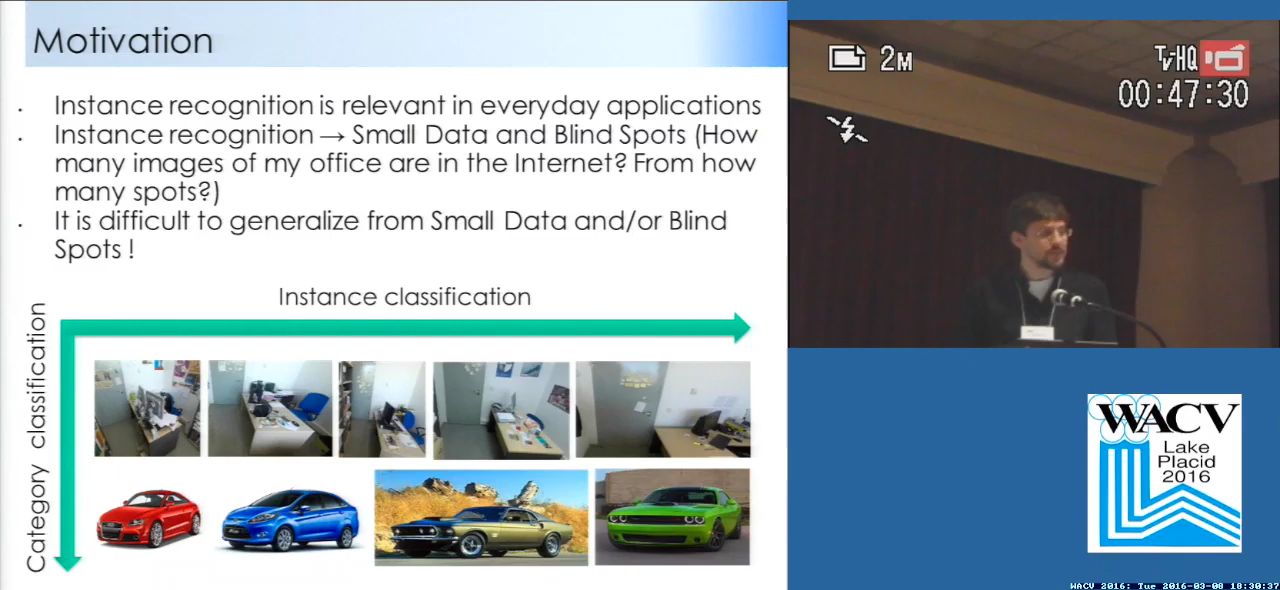 Motivation
. Instance recognition is relevant in everyday applications
. Instance recognition → Small Data and Blind Spots (How
many images of my office are in the Internet? From how
many spots?)
. It is difficult to generalize from Small Data and/or Blind
Spots !
Instance classification
Category classification
2M
Tv-HQ
00:47:30
WACV
Lake
Placid
2016
WACV 2016: Tue 2016-03-08 18:30:37